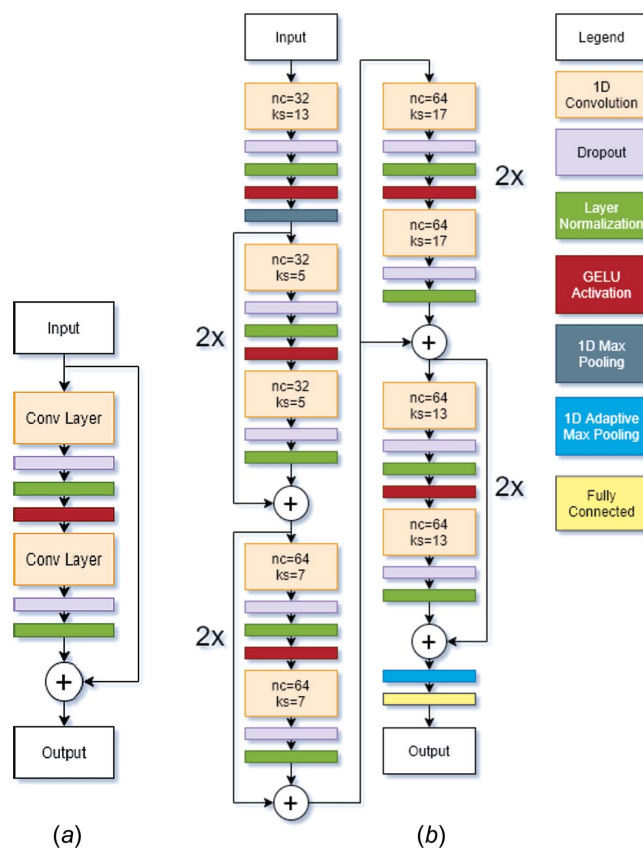 Input
Conv Layer
Conv Layer
+
Output
(a)
Input
nc=32
ks=13
2x
nc=32
ks=5
nc=32
ks=5
+
2x
nc=64
ks=7
nc=64
ks=7
+
nc=64
ks=17
2x
nc=64
ks=17
+
nc=64
ks=13
2x
nc=64
ks=13
+
Output
(b)
Legend
1D
Convolution
Dropout
Layer
Normalization
GELU
Activation
1D Max
Pooling
1D Adaptive
Max Pooling
Fully
Connected